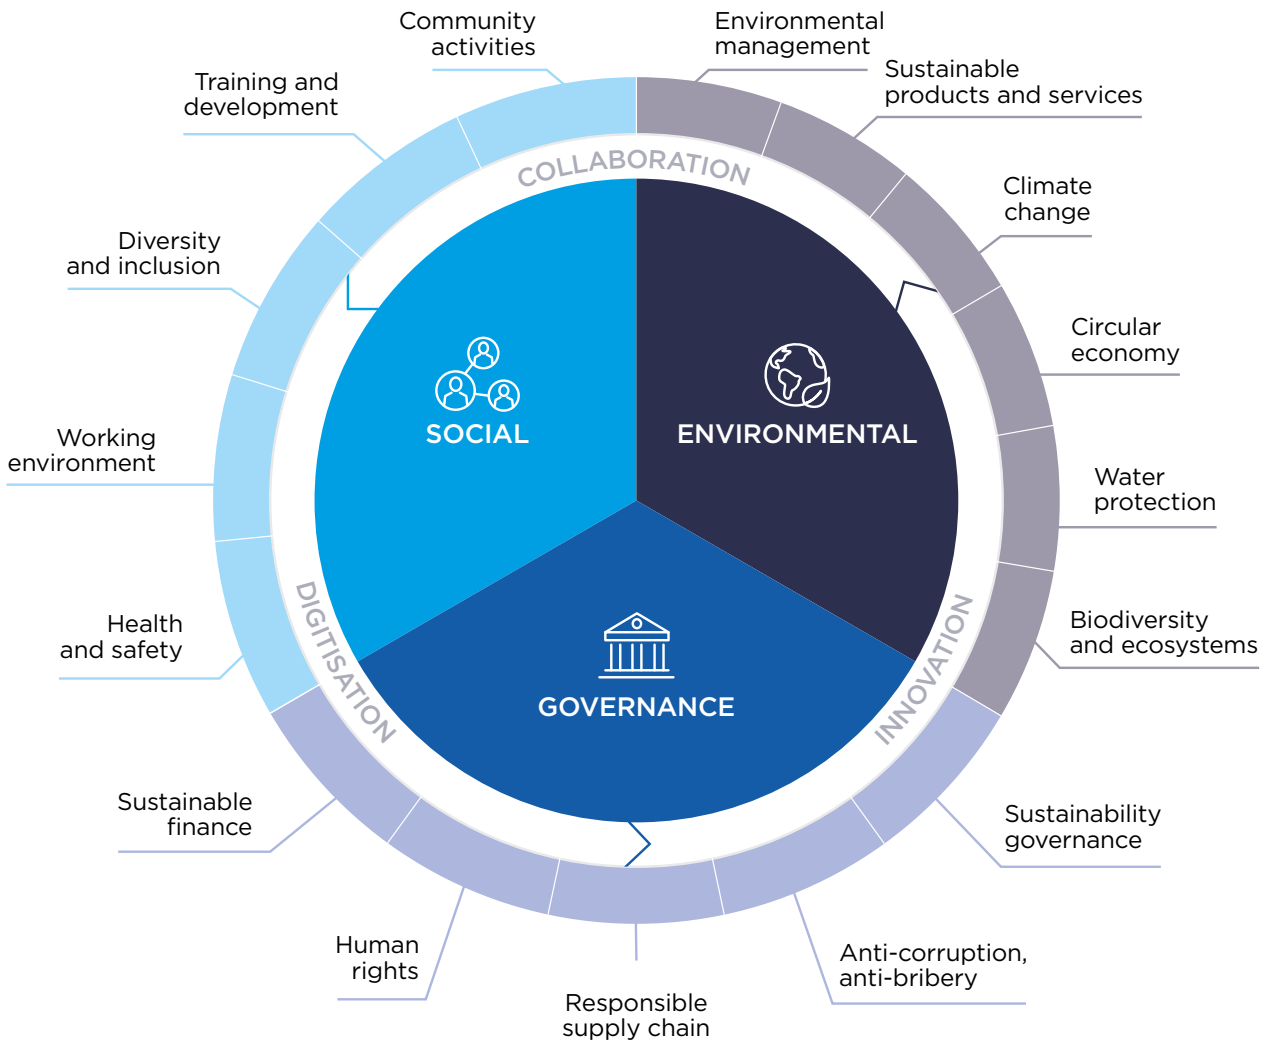 Community
activities
Environmental
management
Sustainable
products and services
Training and
development
COLLABORATION
Climate
change
Diversity
and inclusion
Circular
economy
SOCIAL
ENVIRONMENTAL
Working
environment
Water
protection
DIGITISATION
INNOVATION
Health
and safety
Biodiversity
and ecosystems
GOVERNANCE
Sustainable
finance
Sustainability
governance
Human
rights
Anti-corruption,
anti-bribery
Responsible
supply chain